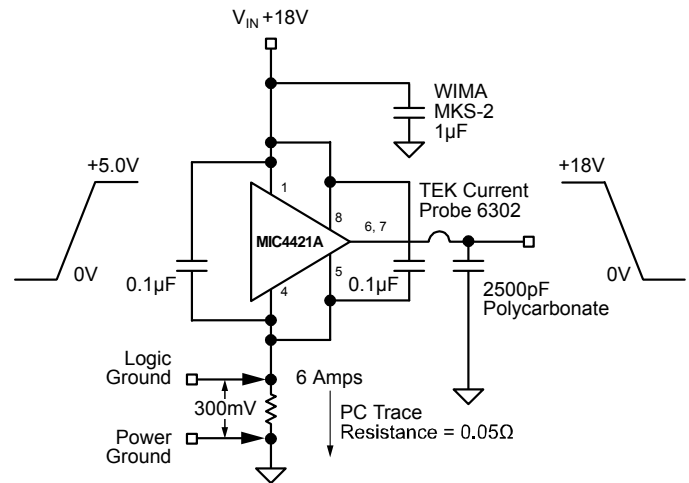 V_IN +18V
WIMA
MKS-2
1µF
+5.0V
0V
0.1µF
1
8
MIC4421A
6, 7
5
4
0.1µF
TEK Current
Probe 6302
+18V
0V
2500pF
Polycarbonate
Logic
Ground
300mV
Power
Ground
6 Amps
PC Trace
Resistance = 0.05Ω